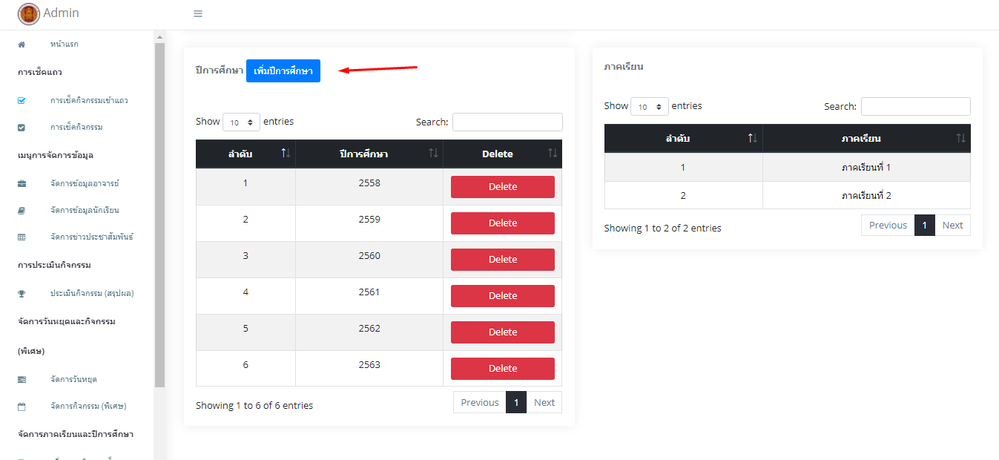 Admin
หน้าแรก
การเช็คแถว
การเช็คกิจกรรมเข้าแถว
การเช็คกิจกรรม
เมนูการจัดการข้อมูล
จัดการข้อมูลอาจารย์
จัดการข้อมูลนักเรียน
จัดการข่าวประชาสัมพันธ์
การประเมินกิจกรรม
ประเมินกิจกรรม (สรุปผล)
จัดการวันหยุดและกิจกรรม
(พิเศษ)
จัดการวันหยุด
จัดการกิจกรรม (พิเศษ)
จัดการภาคเรียนและปีการศึกษา
ปีการศึกษา เพิ่มปีการศึกษา
Show 10 entries Search:
ลำดับ ปีการศึกษา Delete
1 2558 Delete
2 2559 Delete
3 2560 Delete
4 2561 Delete
5 2562 Delete
6 2563 Delete
Showing 1 to 6 of 6 entries Previous 1 Next
ภาคเรียน
Show 10 entries Search:
ลำดับ ภาคเรียน
1 ภาคเรียนที่ 1
2 ภาคเรียนที่ 2
Showing 1 to 2 of 2 entries Previous 1 Next